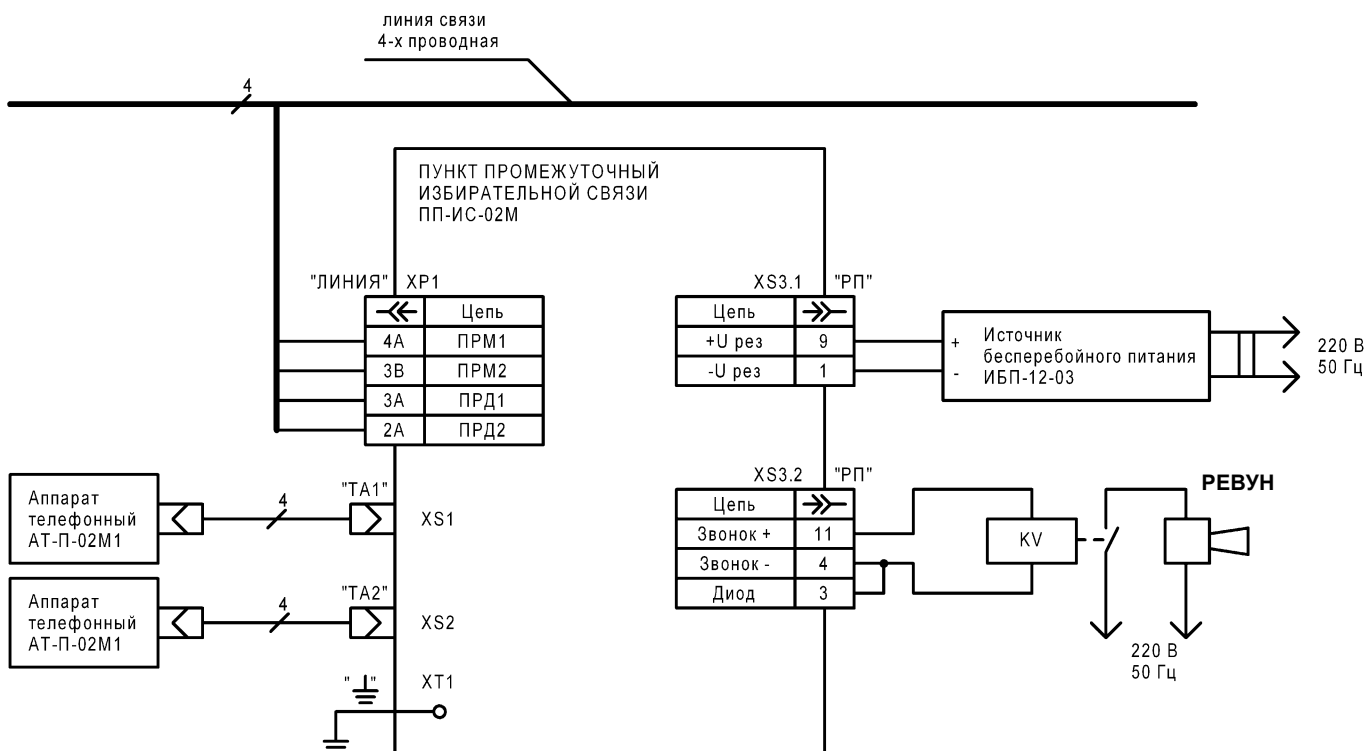 линия связи
4-х проводная
4
ПУНКТ ПРОМЕЖУТОЧНЫЙ
ИЗБИРАТЕЛЬНОЙ СВЯЗИ
ПП-ИС-02М
"ЛИНИЯ" XP1
Цепь
4А ПРМ1
3В ПРМ2
3А ПРД1
2А ПРД2
XS3.1 "РП"
Цепь
+U рез 9
-U рез 1
+ Источник
бесперебойного питания
- ИБП-12-03
220 В
50 Гц
Аппарат
телефонный
АТ-П-02М1
4
"ТА1"
XS1
Аппарат
телефонный
АТ-П-02М1
4
"ТА2"
XS2
" " XT1
XS3.2 "РП"
Цепь
Звонок + 11
Звонок - 4
Диод 3
KV
РЕВУН
220 В
50 Гц